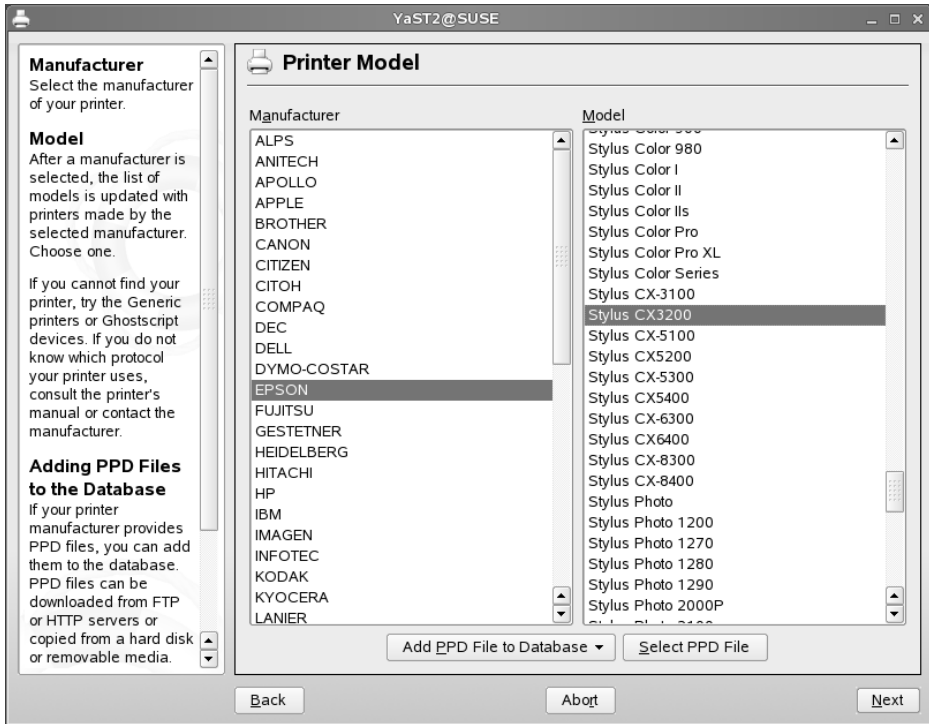 YaST2@SUSE
Manufacturer
Select the manufacturer
of your printer.
Model
After a manufacturer is
selected, the list of
models is updated with
printers made by the
selected manufacturer.
Choose one.
If you cannot find your
printer, try the Generic
printers or Ghostscript
devices. If you do not
know which protocol
your printer uses,
consult the printer's
manual or contact the
manufacturer.
Adding PPD Files
to the Database
If your printer
manufacturer provides
PPD files, you can add
them to the database.
PPD files can be
downloaded from FTP
or HTTP servers or
copied from a hard disk
or removable media.
Printer Model
Manufacturer
ALPS
ANITECH
APOLLO
APPLE
BROTHER
CANON
CITIZEN
CITOH
COMPAQ
DEC
DELL
DYMO-COSTAR
EPSON
FUJITSU
GESTETNER
HEIDELBERG
HITACHI
HP
IBM
IMAGEN
INFOTEC
KODAK
KYOCERA
LANIER
Model
Stylus Color
Stylus Color 980
Stylus Color I
Stylus Color II
Stylus Color IIs
Stylus Color Pro
Stylus Color Pro XL
Stylus Color Series
Stylus CX-3100
Stylus CX3200
Stylus CX-5100
Stylus CX5200
Stylus CX-5300
Stylus CX5400
Stylus CX-6300
Stylus CX6400
Stylus CX-8300
Stylus CX-8400
Stylus Photo
Stylus Photo 1200
Stylus Photo 1270
Stylus Photo 1280
Stylus Photo 1290
Stylus Photo 2000P
Add PPD File to Database
Select PPD File
Back
Abort
Next